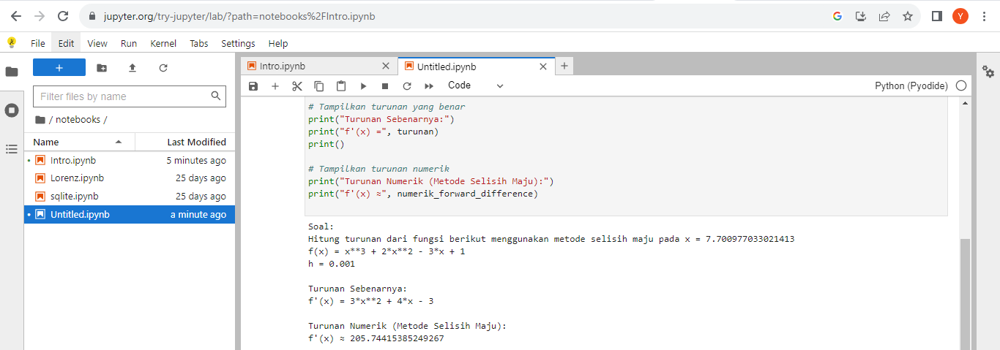 jupyter.org/try-jupyter/lab/?path=notebooks%2FIntro.ipynb
G
Y
File Edit View Run Kernel Tabs Settings Help
+
Filter files by name
/ notebooks /
Name Last Modified
Intro.ipynb 5 minutes ago
Lorenz.ipynb 25 days ago
sqlite.ipynb 25 days ago
Untitled.ipynb a minute ago
Intro.ipynb
Untitled.ipynb
+
Code
Python (Pyodide)
# Tampilkan turunan yang benar
print("Turunan Sebenarnya:")
print("f'(x) =", turunan)
print()
# Tampilkan turunan numerik
print("Turunan Numerik (Metode Selisih Maju):")
print("f'(x) ≈", numerik_forward_difference)
Soal:
Hitung turunan dari fungsi berikut menggunakan metode selisih maju pada x = 7.700977033021413
f(x) = x**3 + 2*x**2 - 3*x + 1
h = 0.001
Turunan Sebenarnya:
f'(x) = 3*x**2 + 4*x - 3
Turunan Numerik (Metode Selisih Maju):
f'(x) ≈ 205.74415385249267